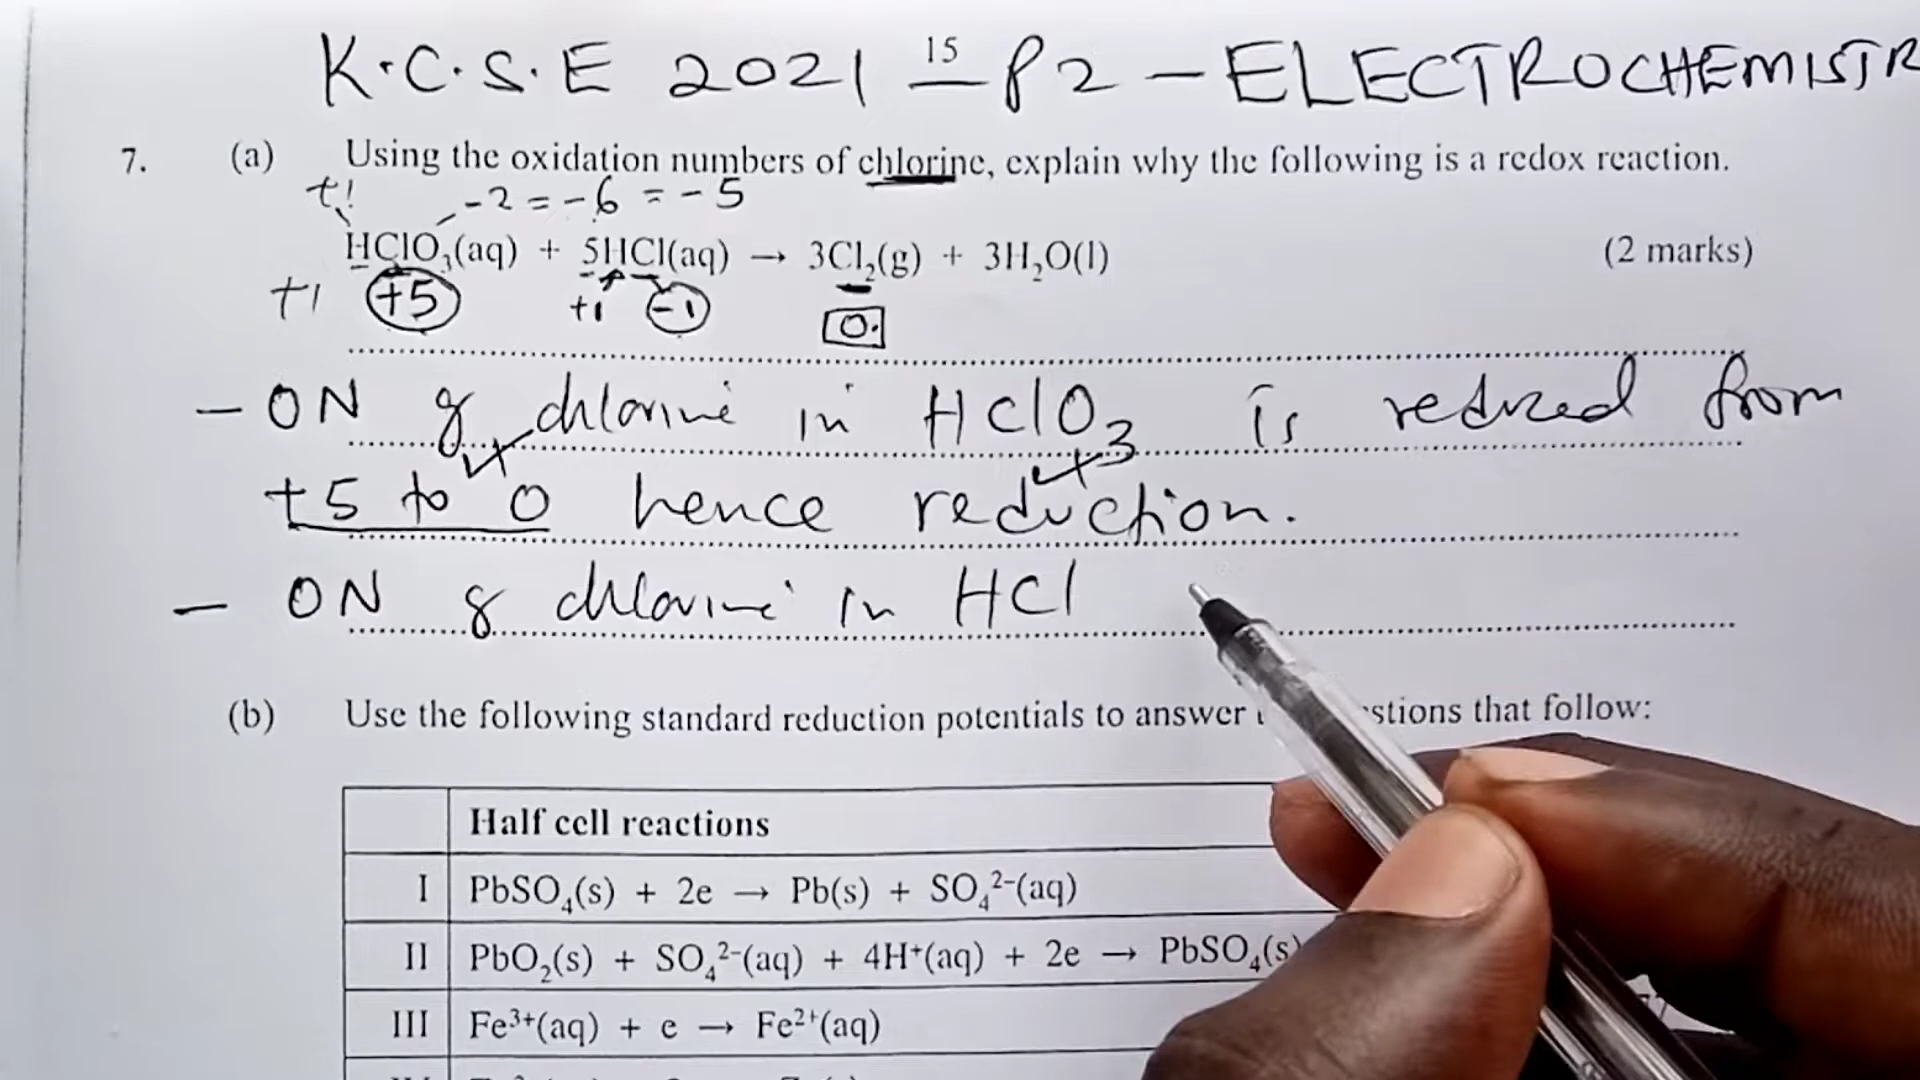 K.C.S.E 2021 15 P2 - ELECTROCHEMISTR
7. (a) Using the oxidation numbers of chlorine, explain why the following is a redox reaction.
+1 -2 = -6 = -5
HClO₃(aq) + 5HCl(aq) → 3Cl₂(g) + 3H₂O(l) (2 marks)
+1 +5 +1 -1 0
- ON of chlorine in HClO₃ is reduced from
+5 to 0 hence reduction.
- ON of chlorine in HCl
(b) Use the following standard reduction potentials to answer stions that follow:
Half cell reactions
I PbSO₄(s) + 2e → Pb(s) + SO₄²⁻(aq)
II PbO₂(s) + SO₄²⁻(aq) + 4H⁺(aq) + 2e → PbSO₄(s)
III Fe³⁺(aq) + e → Fe²⁺(aq)